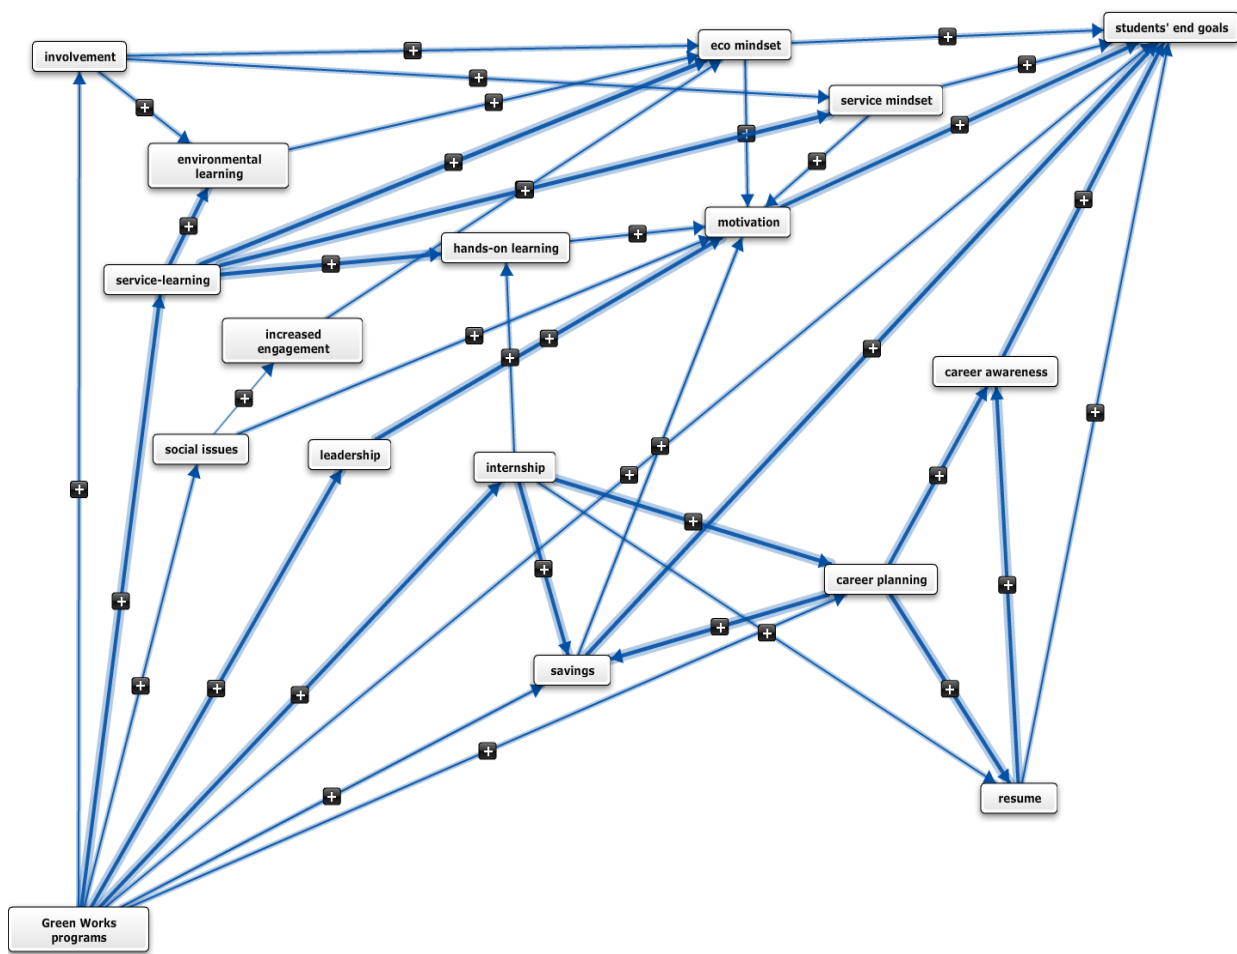 students' end goals
involvement
eco mindset
service mindset
environmental
learning
motivation
hands-on learning
service-learning
increased
engagement
career awareness
social issues
leadership
internship
career planning
savings
resume
Green Works
programs